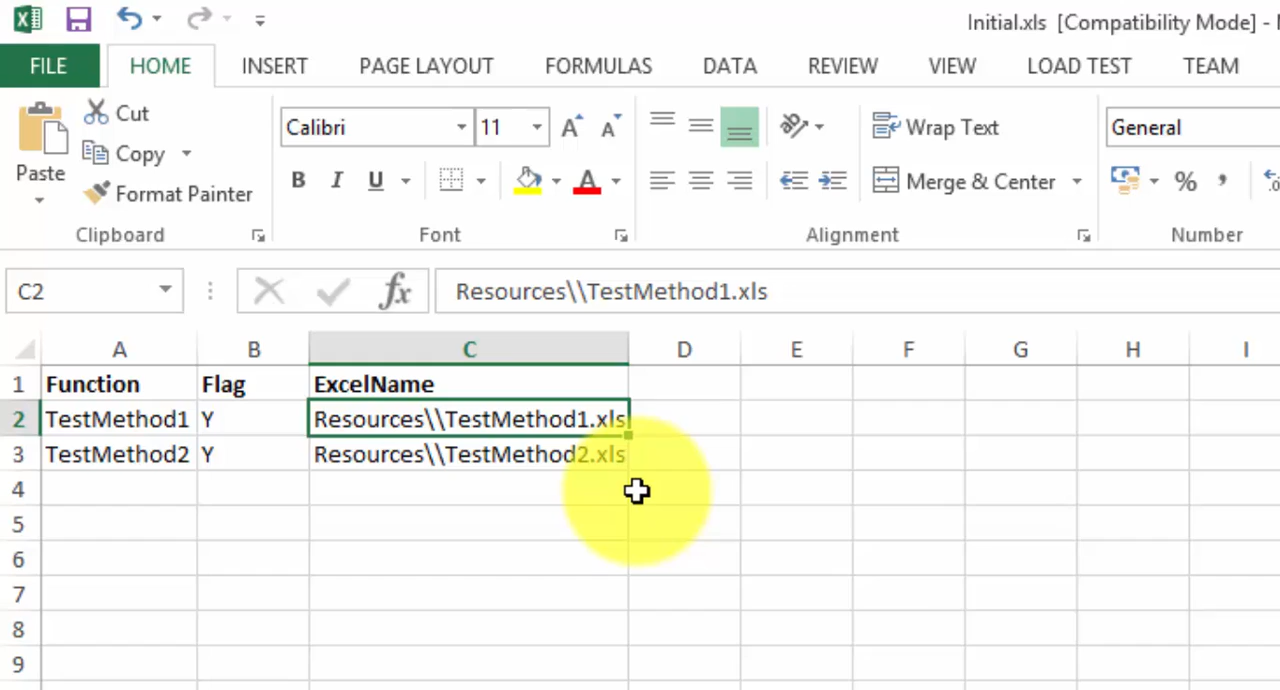 Initial.xls [Compatibility Mode] -
FILE HOME INSERT PAGE LAYOUT FORMULAS DATA REVIEW VIEW LOAD TEST TEAM
Cut
Copy
Format Painter
Paste
Calibri 11
B I U A
Wrap Text
Merge & Center
General
% ,
Clipboard Font Alignment Number
C2 fx Resources\\TestMethod1.xls
A B C D E F G H I
1 Function Flag ExcelName
2 TestMethod1 Y Resources\\TestMethod1.xls
3 TestMethod2 Y Resources\\TestMethod2.xls
4
5
6
7
8
9